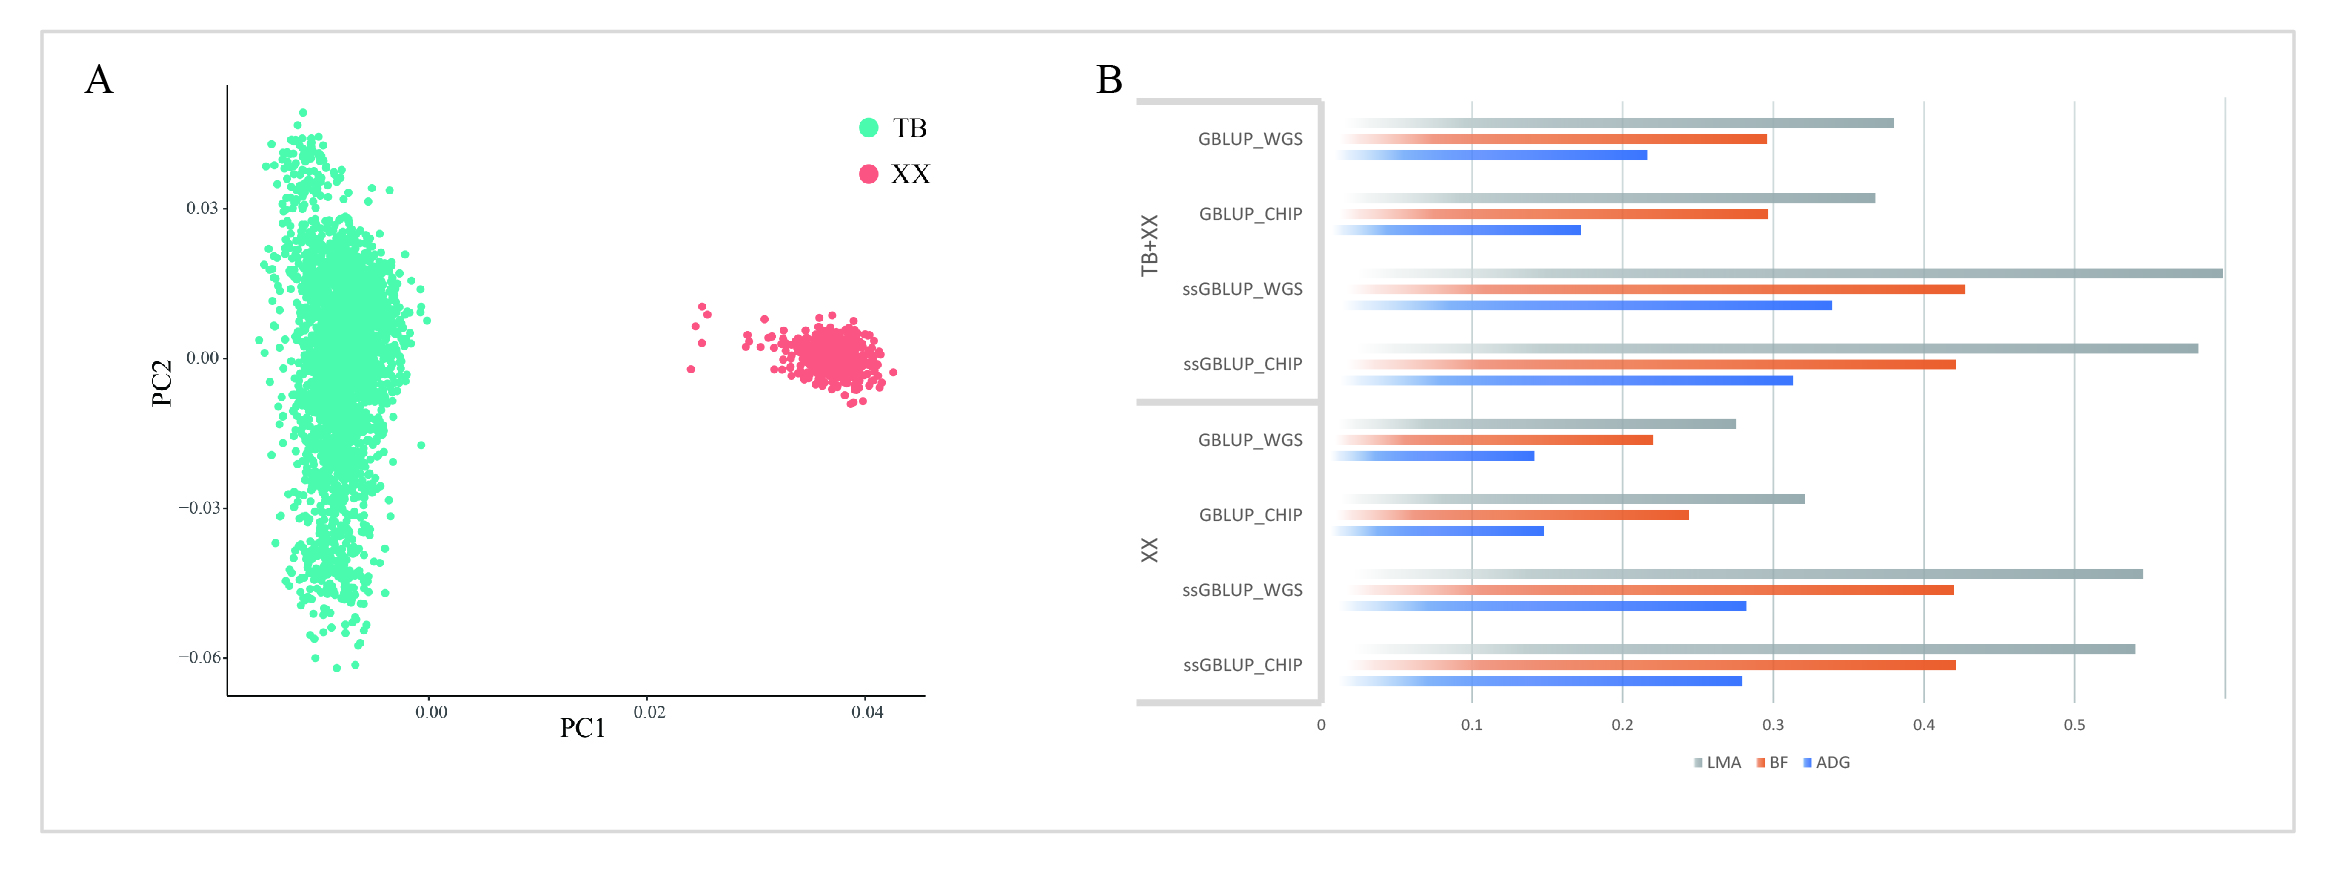 A
TB
XX
0.03
0.00
−0.03
−0.06
PC2
0.00
0.02
0.04
PC1
B
TB+XX
GBLUP_WGS
GBLUP_CHIP
ssGBLUP_WGS
ssGBLUP_CHIP
XX
GBLUP_WGS
GBLUP_CHIP
ssGBLUP_WGS
ssGBLUP_CHIP
0
0.1
0.2
0.3
0.4
0.5
LMA BF ADG